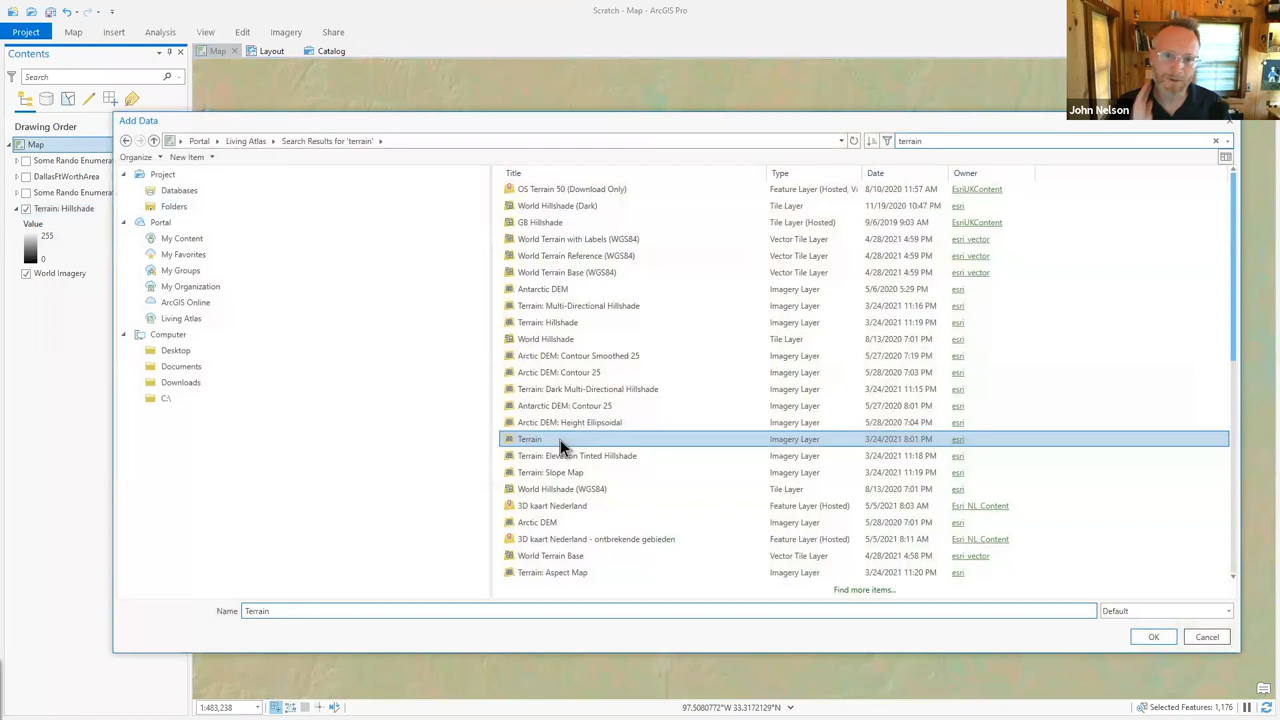 Scratch - Map - ArcGIS Pro
Project Map Insert Analysis View Edit Imagery Share
Contents
Map Layout Catalog
Search
Drawing Order
Map
Some Rando Enumerat
DallasFtWorthArea
Some Rando Enumerat
Terrain: Hillshade
Value
255
0
World Imagery
John Nelson
Add Data
Portal Living Atlas Search Results for 'terrain'
terrain
Organize New Item
Project
Databases
Folders
Portal
My Content
My Favorites
My Groups
My Organization
ArcGIS Online
Living Atlas
Computer
Desktop
Documents
Downloads
C:\
Title Type Date Owner
OS Terrain 50 (Download Only) Feature Layer (Hosted, Vi 8/10/2020 11:57 AM EsriUKContent
World Hillshade (Dark) Tile Layer 11/19/2020 10:47 PM esri
GB Hillshade Tile Layer (Hosted) 9/6/2019 9:03 AM EsriUKContent
World Terrain with Labels (WGS84) Vector Tile Layer 4/28/2021 4:59 PM esri_vector
World Terrain Reference (WGS84) Vector Tile Layer 4/28/2021 4:59 PM esri_vector
World Terrain Base (WGS84) Vector Tile Layer 4/28/2021 4:59 PM esri_vector
Antarctic DEM Imagery Layer 5/6/2020 5:29 PM esri
Terrain: Multi-Directional Hillshade Imagery Layer 3/24/2021 11:16 PM esri
Terrain: Hillshade Imagery Layer 3/24/2021 11:19 PM esri
World Hillshade Tile Layer 8/13/2020 7:01 PM esri
Arctic DEM: Contour Smoothed 25 Imagery Layer 5/27/2020 7:19 PM esri
Arctic DEM: Contour 25 Imagery Layer 5/28/2020 7:03 PM esri
Terrain: Dark Multi-Directional Hillshade Imagery Layer 3/24/2021 11:15 PM esri
Antarctic DEM: Contour 25 Imagery Layer 5/27/2020 8:01 PM esri
Arctic DEM: Height Ellipsoidal Imagery Layer 5/28/2020 7:04 PM esri
Terrain Imagery Layer 3/24/2021 8:01 PM esri
Terrain: Elevation Tinted Hillshade Imagery Layer 3/24/2021 11:18 PM esri
Terrain: Slope Map Imagery Layer 3/24/2021 11:19 PM esri
World Hillshade (WGS84) Tile Layer 8/13/2020 7:01 PM esri
3D kaart Nederland Feature Layer (Hosted) 5/5/2021 8:03 AM Esri_NL_Content
Arctic DEM Imagery Layer 5/28/2020 7:01 PM esri
3D kaart Nederland - ontbrekende gebieden Feature Layer (Hosted) 5/5/2021 8:11 AM Esri_NL_Content
World Terrain Base Vector Tile Layer 4/28/2021 4:58 PM esri_vector
Terrain: Aspect Map Imagery Layer 3/24/2021 11:20 PM esri
Find more items...
Name Terrain Default
OK Cancel
1:483,238 97.5080772°W 33.3172129°N Selected Features: 1,176